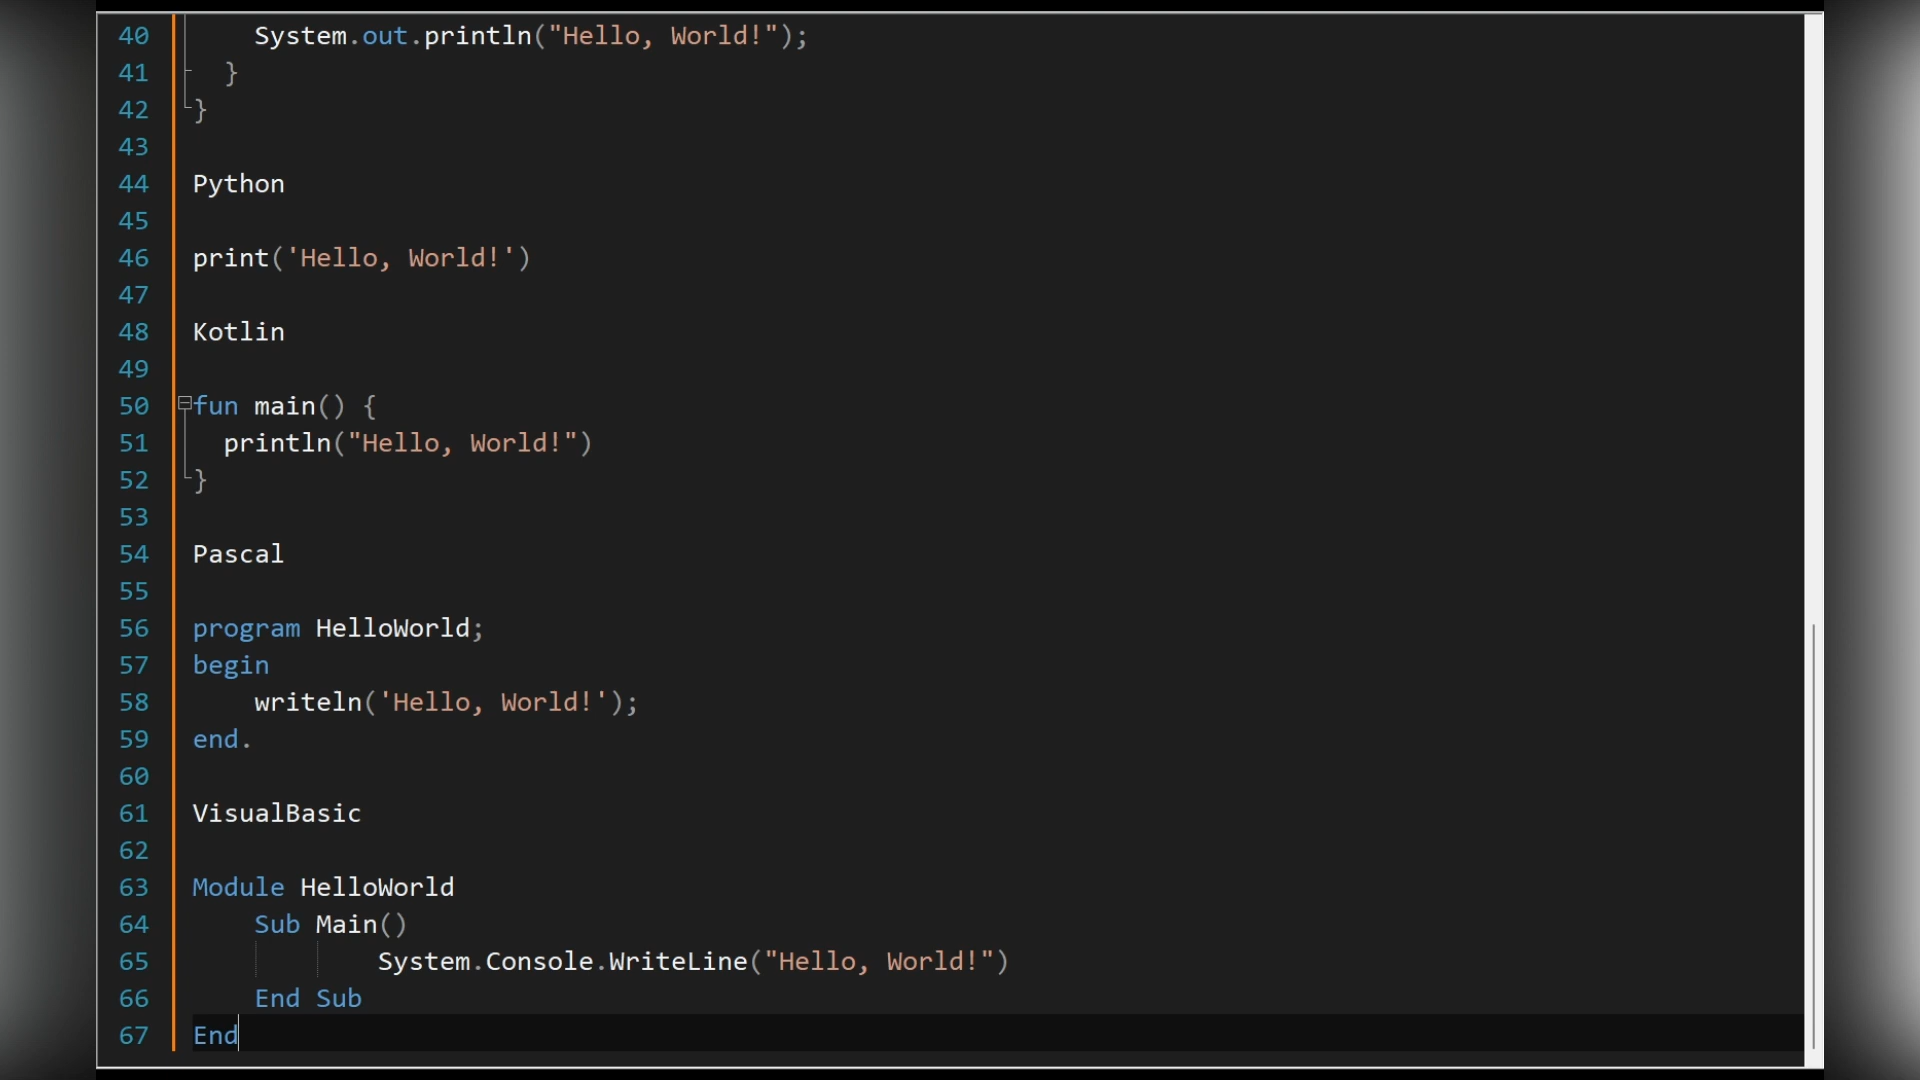 40 System.out.println("Hello, World!");
41 }
42 }
43
44 Python
45
46 print('Hello, World!')
47
48 Kotlin
49
50 fun main() {
51 println("Hello, World!")
52 }
53
54 Pascal
55
56 program HelloWorld;
57 begin
58 writeln('Hello, World!');
59 end.
60
61 VisualBasic
62
63 Module HelloWorld
64 Sub Main()
65 System.Console.WriteLine("Hello, World!")
66 End Sub
67 End